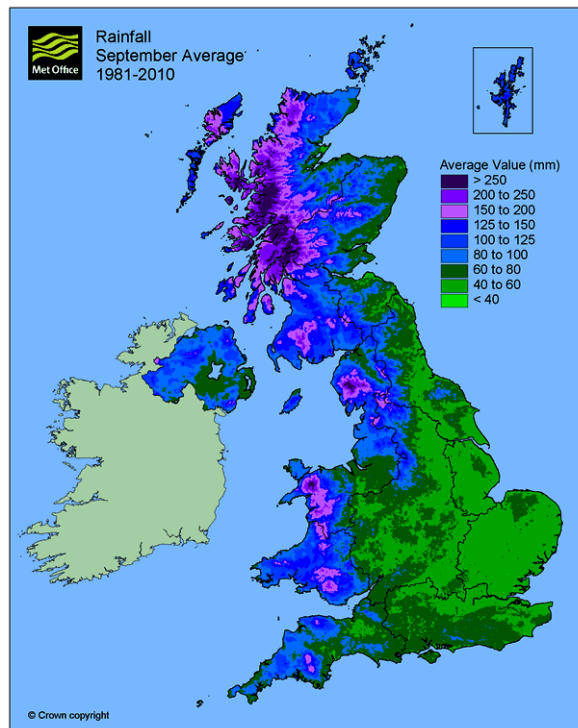 Met Office
Rainfall
September Average
1981-2010
Average Value (mm)
> 250
200 to 250
150 to 200
125 to 150
100 to 125
80 to 100
60 to 80
40 to 60
< 40
© Crown copyright